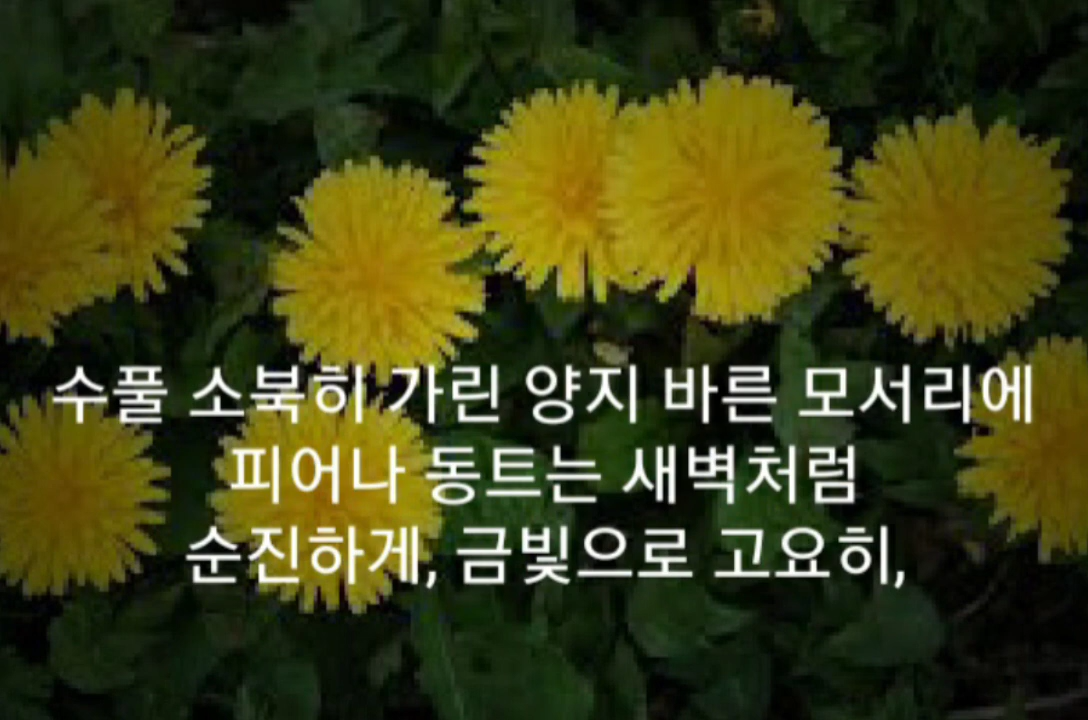 수풀 소복히 가린 양지 바른 모서리에
피어나 동트는 새벽처럼
순진하게, 금빛으로 고요히,